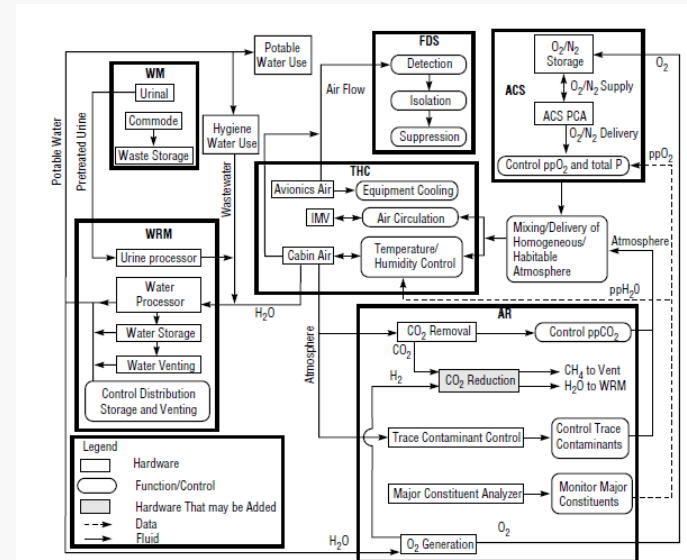 Potable
Water Use
WM
Urinal
Commode
Waste Storage
Hygiene
Water Use
Potable Water
Pretreated Urine
Wastewater
Air Flow
FDS
Detection
Isolation
Suppression
ACS
O2/N2
Storage
O2/N2 Supply
ACS PCA
O2/N2 Delivery
Control ppO2 and total P
O2
ppO2
THC
Avionics Air
Equipment Cooling
IMV
Air Circulation
Cabin Air
Temperature/
Humidity Control
Mixing/Delivery of
Homogeneous/
Habitable
Atmosphere
Atmosphere
ppH2O
WRM
Urine processor
Water
Processor
Water Storage
Water Venting
Control Distribution
Storage and Venting
H2O
Atmosphere
AR
CO2 Removal
Control ppCO2
CO2
H2
CO2 Reduction
CH4 to Vent
H2O to WRM
Trace Contaminant Control
Control Trace
Contaminants
Major Constituent Analyzer
Monitor Major
Constituents
O2
H2O
O2 Generation
Legend
Hardware
Function/Control
Hardware That may be Added
Data
Fluid